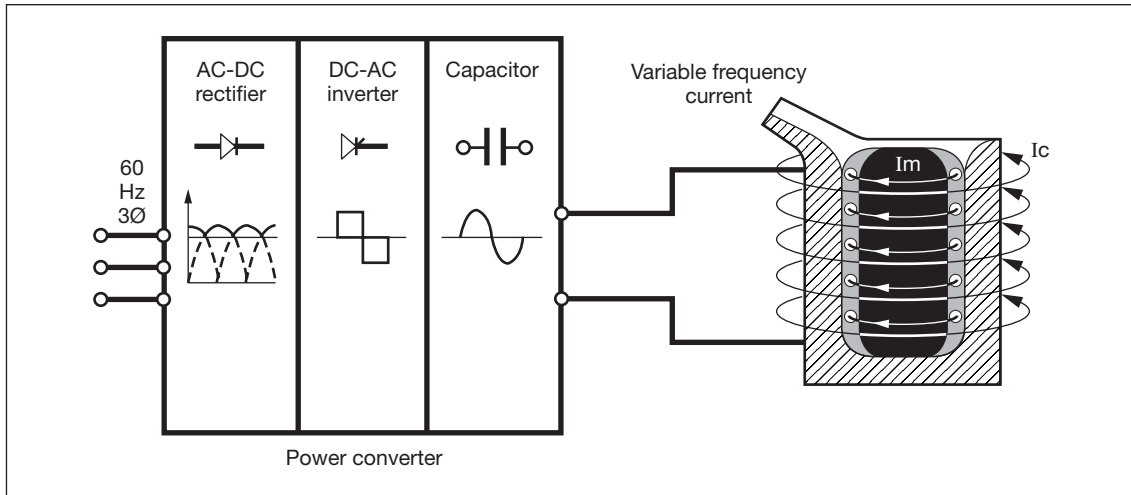 AC-DC
rectifier
DC-AC
inverter
Capacitor
Variable frequency
current
60
Hz
3Ø
Im
Ic
Power converter